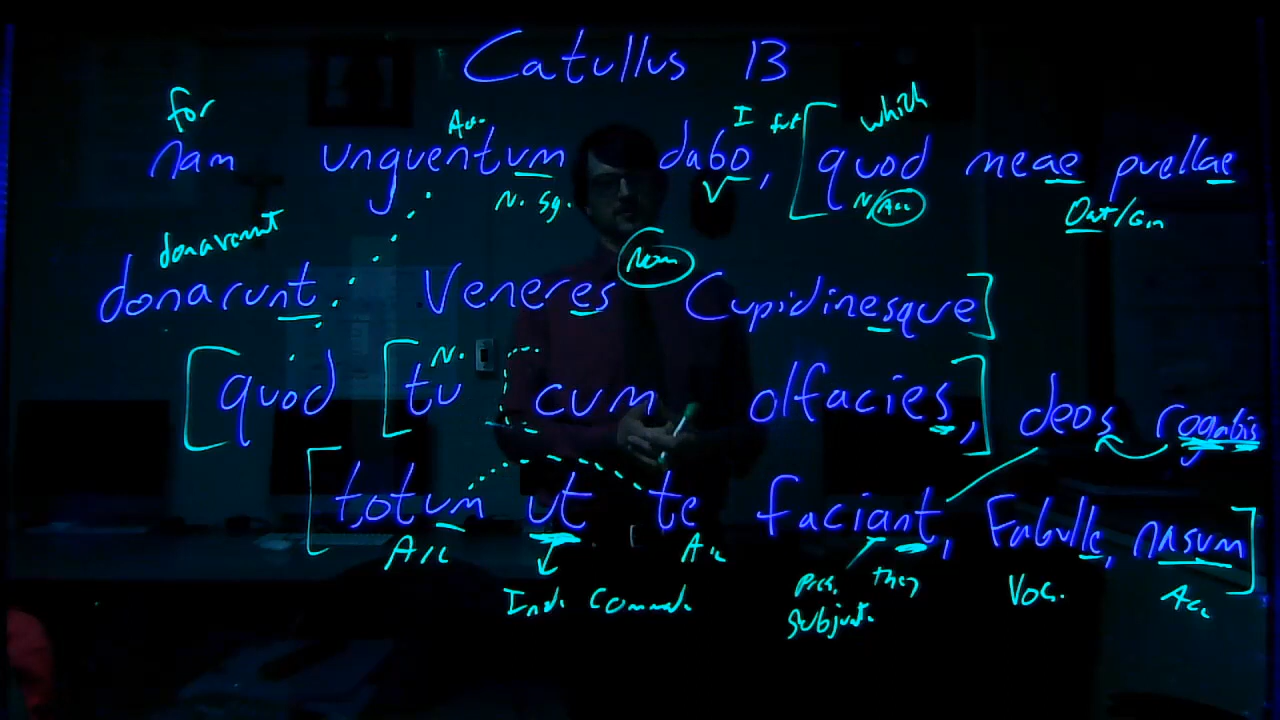 Catullus 13
for Acc. I fut which
nam unguentum dabo, [quod meae puellae
N. Sg. V N/Acc Dat/Gen
donaverunt Nom
donarunt Veneres Cupidinesque]
N.
[quod [tu cum olfacies,] deos rogabis
[totum ut te faciant, Fabulle, nasum]
Acc Acc
Ind. Command. Pres. they Voc. Acc
Subjunct.